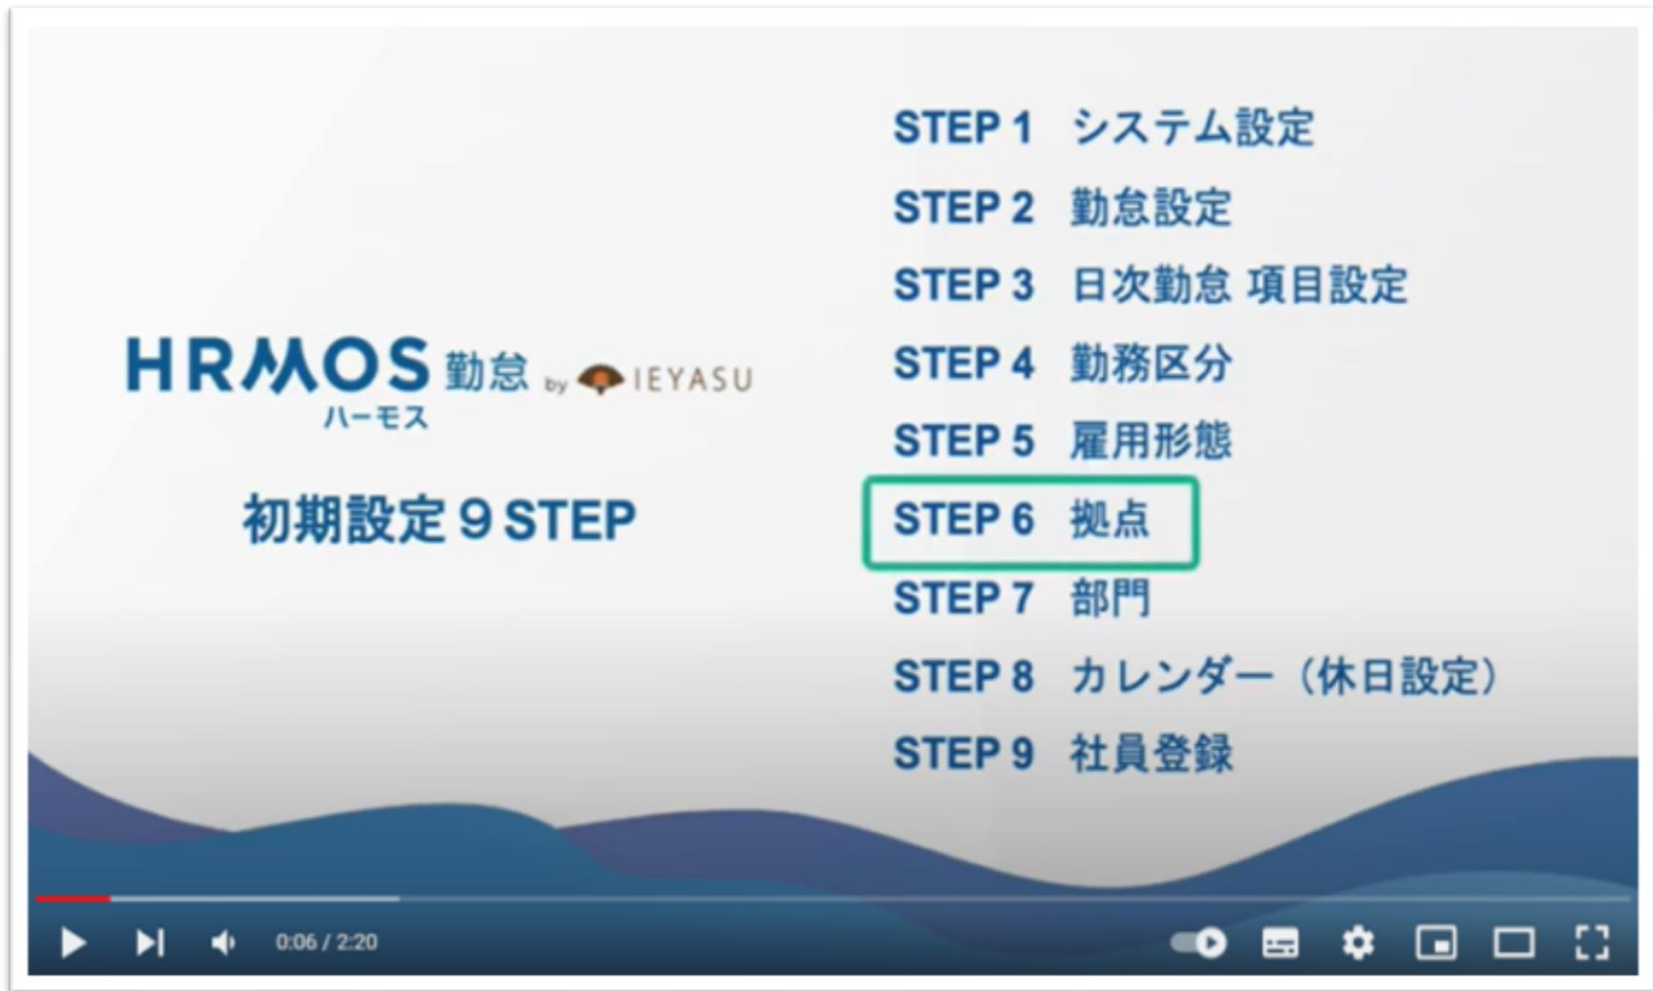 HRMOS 勤怠 by IEYASU
ハーモス
初期設定９STEP
STEP 1 システム設定
STEP 2 勤怠設定
STEP 3 日次勤怠 項目設定
STEP 4 勤務区分
STEP 5 雇用形態
STEP 6 拠点
STEP 7 部門
STEP 8 カレンダー（休日設定）
STEP 9 社員登録
0:06 / 2:20